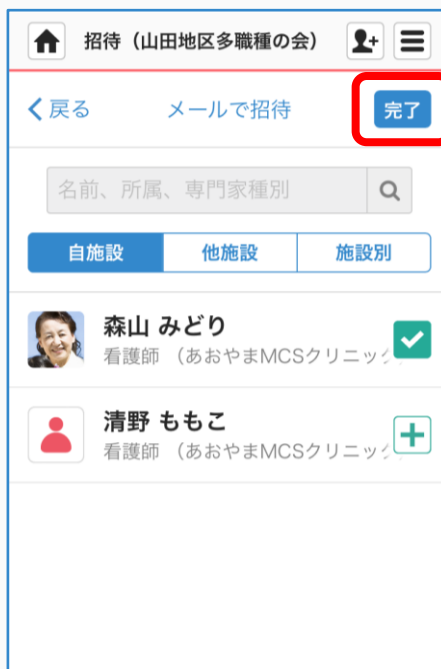 招待（山田地区多職種の会）
戻る メールで招待 完了
名前、所属、専門家種別
自施設 他施設 施設別
森山 みどり
看護師 （あおやまMCSクリニック
清野 ももこ
看護師 （あおやまMCSクリニック